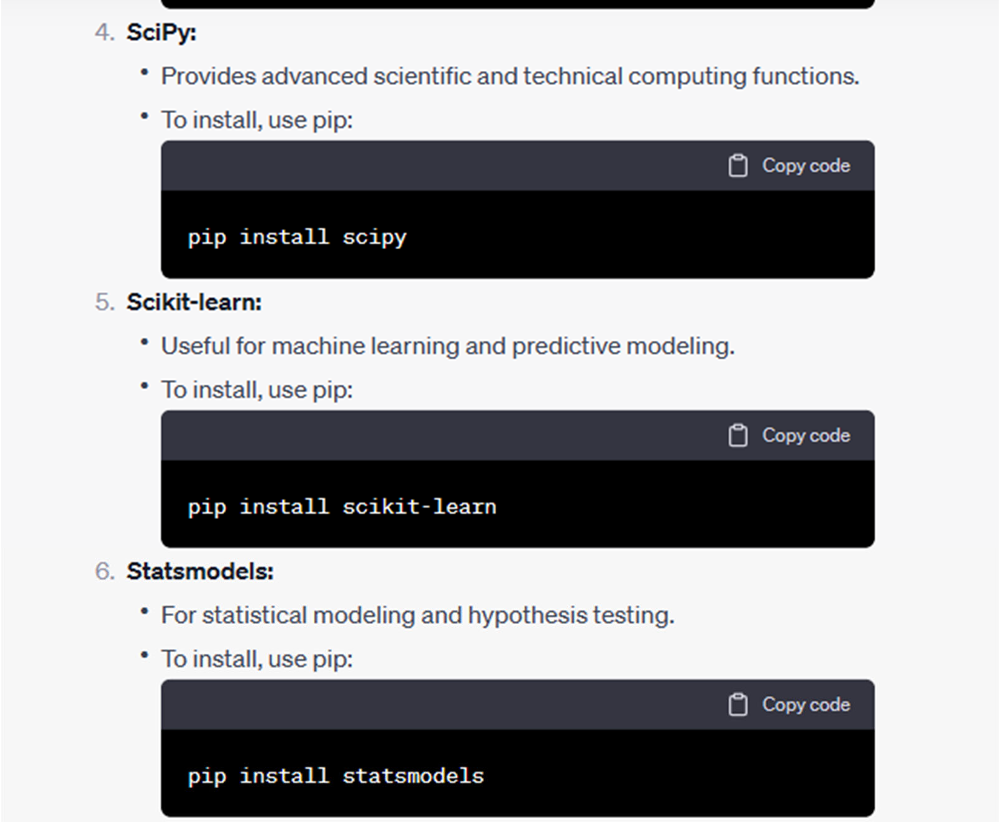 4. SciPy:
• Provides advanced scientific and technical computing functions.
• To install, use pip:
Copy code
pip install scipy
5. Scikit-learn:
• Useful for machine learning and predictive modeling.
• To install, use pip:
Copy code
pip install scikit-learn
6. Statsmodels:
• For statistical modeling and hypothesis testing.
• To install, use pip:
Copy code
pip install statsmodels